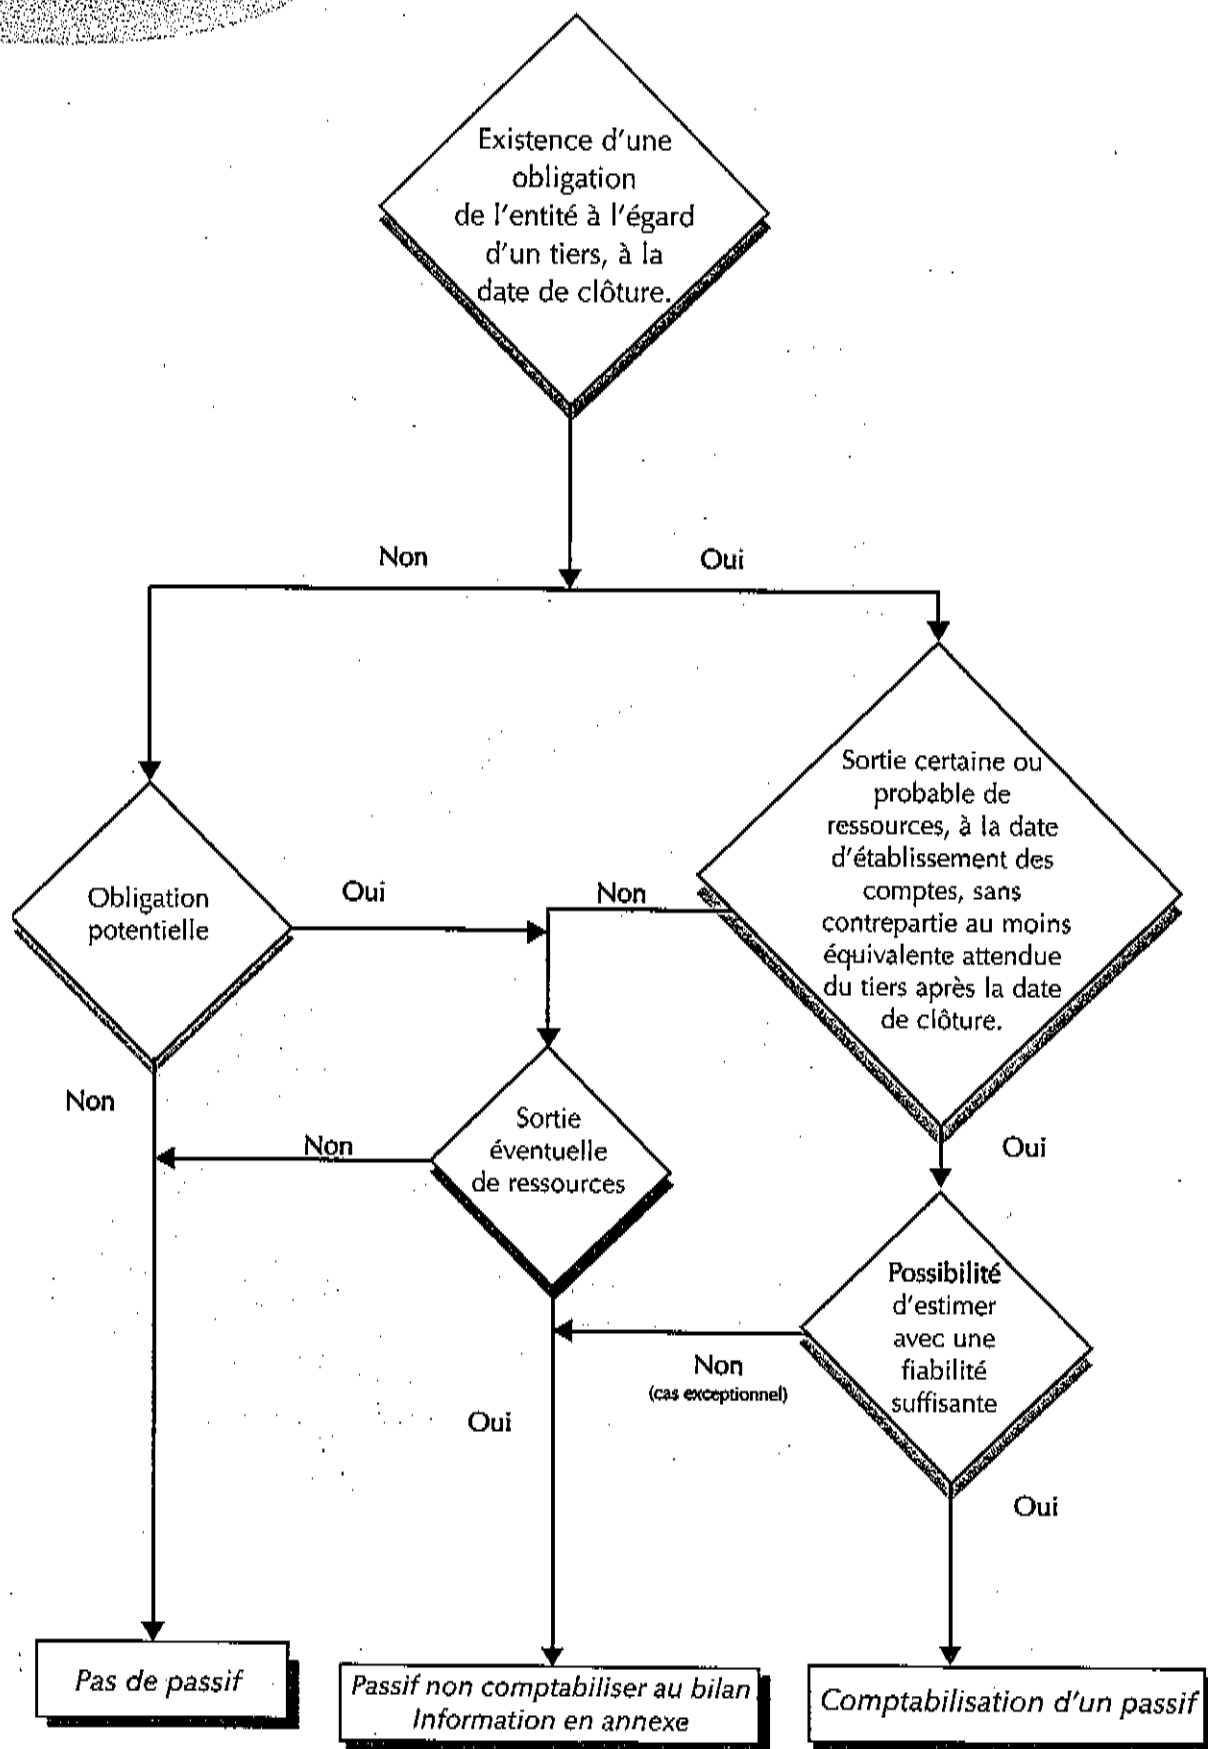 Existence d'une
obligation
de l'entité à l'égard
d'un tiers, à la
date de clôture.
Non
Oui
Sortie certaine ou
probable de
ressources, à la date
d'établissement des
comptes, sans
contrepartie au moins
équivalente attendue
du tiers après la date
de clôture.
Obligation
potentielle
Oui
Non
Non
Sortie
éventuelle
de ressources
Non
Oui
Possibilité
d'estimer
avec une
fiabilité
suffisante
Non
(cas exceptionnel)
Oui
Oui
Pas de passif
Passif non comptabiliser au bilan
Information en annexe
Comptabilisation d'un passif